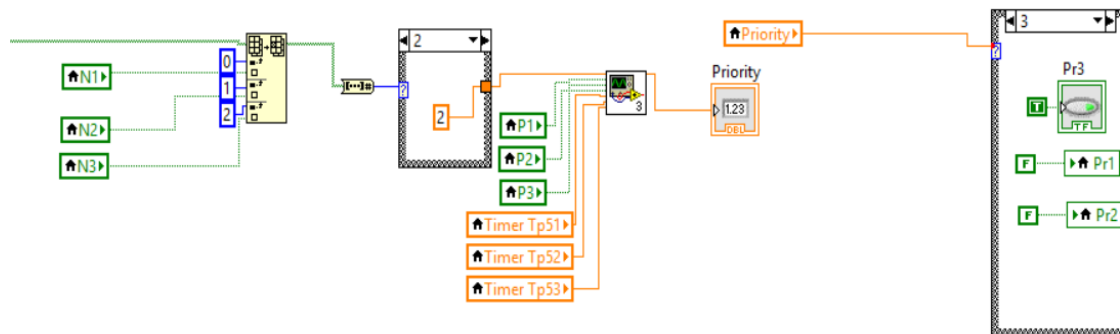 2
3
Priority
Pr3
N1
0
1
2
N2
N3
2
3
P1
P2
P3
Priority
1.23
DBL
T
TF
F
Pr1
F
Pr2
Timer Tp51
Timer Tp52
Timer Tp53
?
?